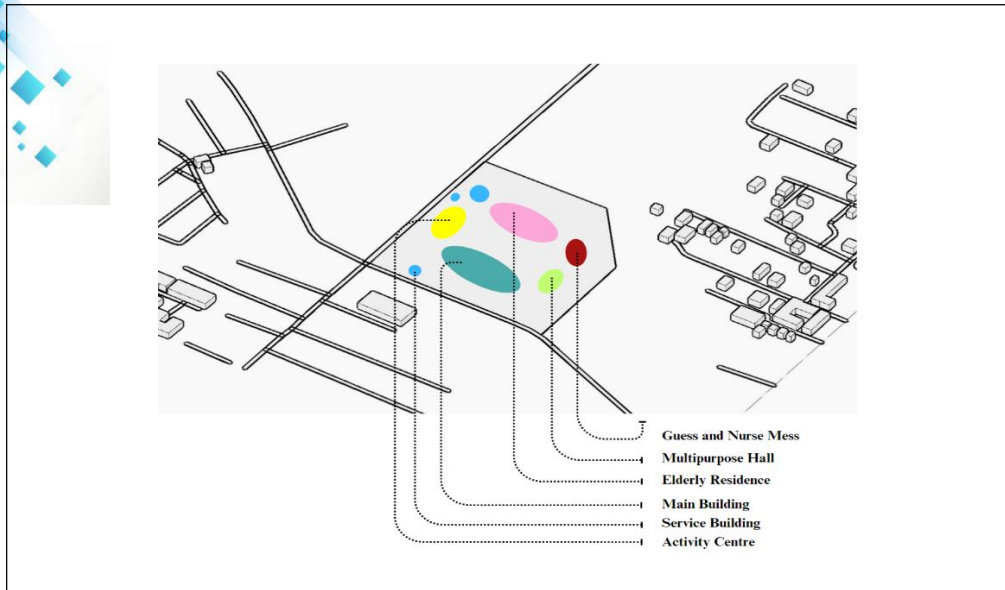 Guess and Nurse Mess
Multipurpose Hall
Elderly Residence
Main Building
Service Building
Activity Centre